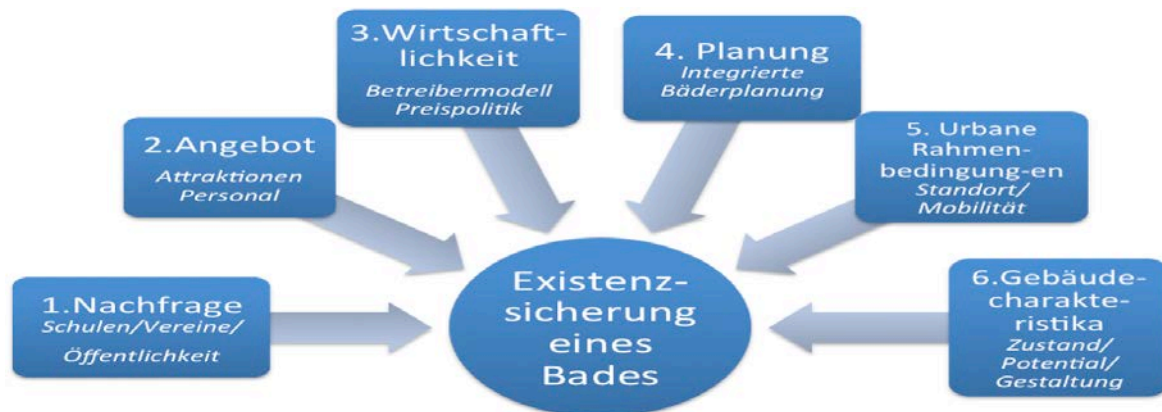 1.Nachfrage
Schulen/Vereine/
Öffentlichkeit
2.Angebot
Attraktionen
Personal
3.Wirtschaft-
lichkeit
Betreibermodell
Preispolitik
4. Planung
Integrierte
Bäderplanung
5. Urbane
Rahmen-
bedingung-en
Standort/
Mobilität
6.Gebäude-
charakte-
ristika
Zustand/
Potential/
Gestaltung
Existenz-
sicherung
eines
Bades